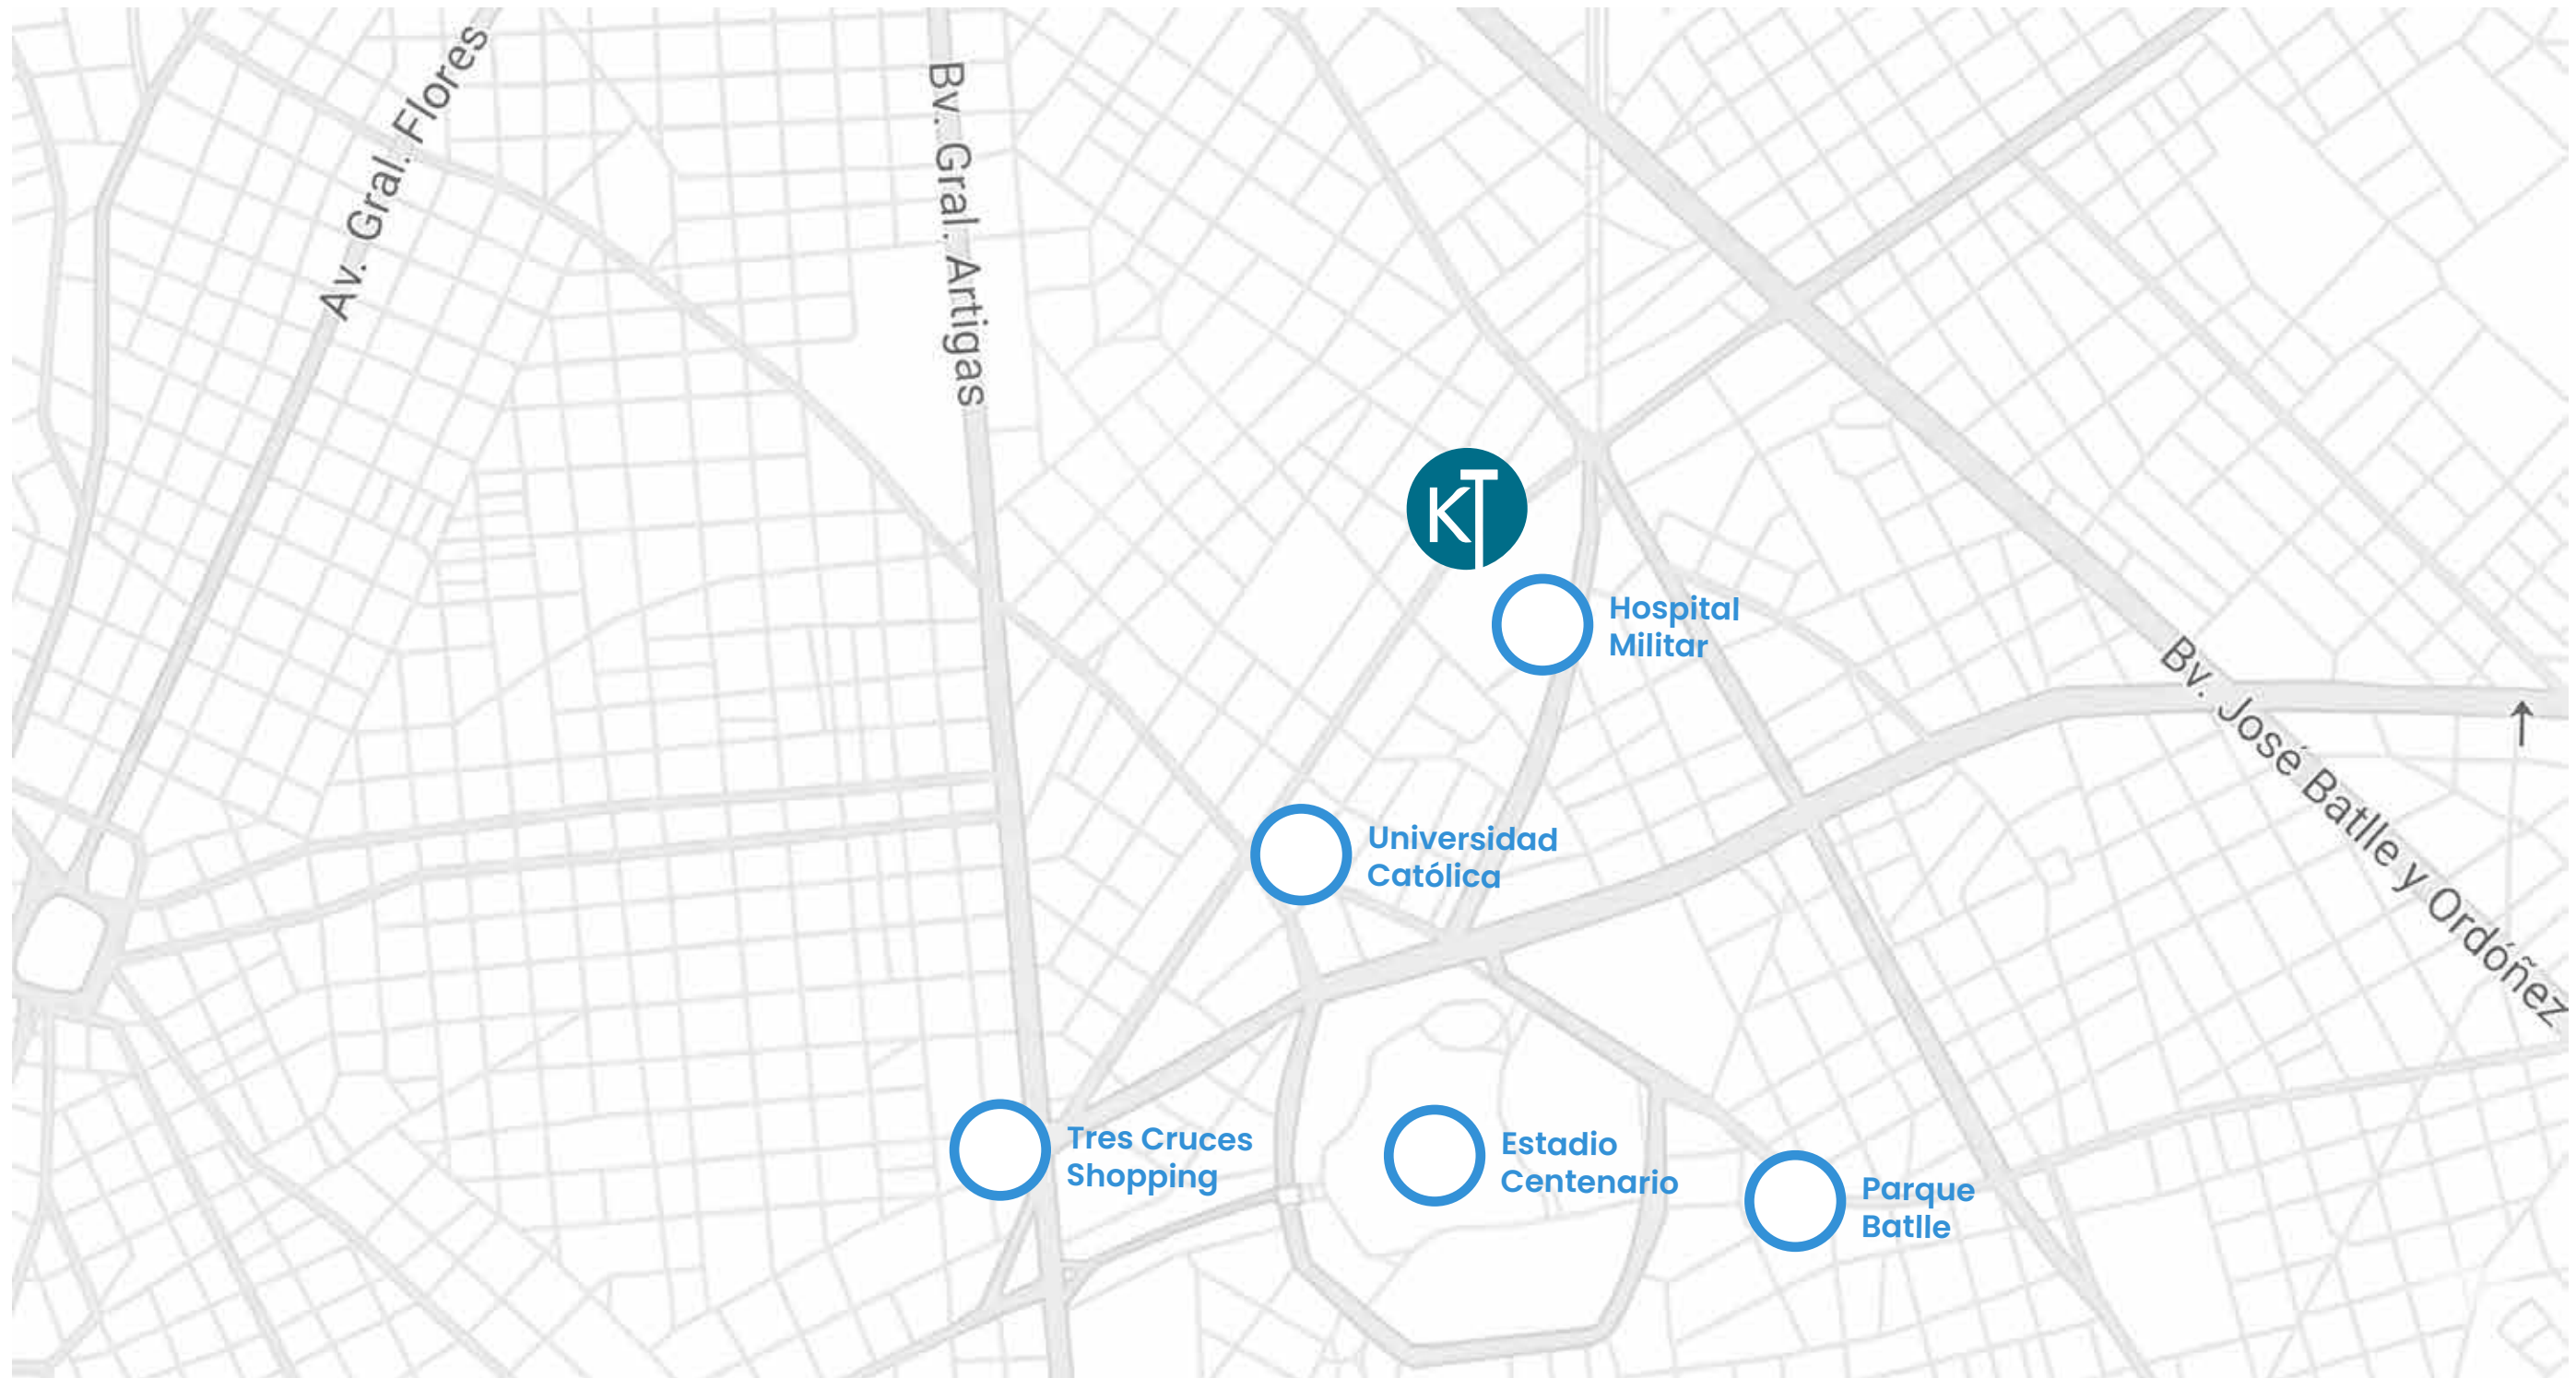 Av. Gral. Flores
Bv. Gral. Artigas
KT
Hospital
Militar
Bv. José Batlle y Ordóñez
Universidad
Católica
Tres Cruces
Shopping
Estadio
Centenario
Parque
Batlle